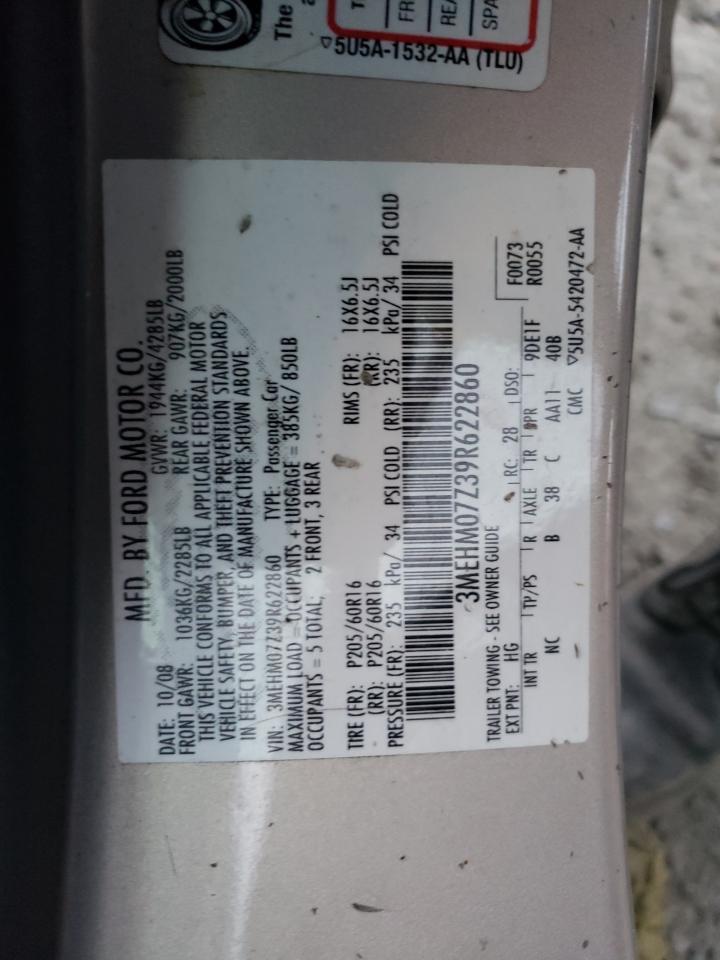 The
a
T
FR
REA
SPA
▽5U5A-1532-AA (TLU)
MFD. BY FORD MOTOR CO.
DATE: 10/08 GVWR: 1944KG/4285LB
FRONT GAWR: 1036KG/2285LB REAR GAWR: 907KG/2000LB
THIS VEHICLE CONFORMS TO ALL APPLICABLE FEDERAL MOTOR
VEHICLE SAFETY, BUMPER, AND THEFT PREVENTION STANDARDS
IN EFFECT ON THE DATE OF MANUFACTURE SHOWN ABOVE.
VIN: 3MEHM07Z39R622860 TYPE: Passenger Car
MAXIMUM LOAD = OCCUPANTS + LUGGAGE = 385KG/ 850LB
OCCUPANTS = 5 TOTAL; 2 FRONT, 3 REAR
TIRE (FR): P205/60R16 RIMS (FR): 16X6.5J
(RR): P205/60R16 (RR): 16X6.5J
PRESSURE (FR): 235 kPa/ 34 PSI COLD (RR): 235 kPa/ 34 PSI COLD
3MEHM07Z39R622860
TRAILER TOWING - SEE OWNER GUIDE F0073
EXT PNT: HG RC: 28 DSO: R0055
INT TR TP/PS R AXLE TR SPR 9DE1F
NC B 38 C AA11 40B
CMC ▽5U5A-5420472-AA